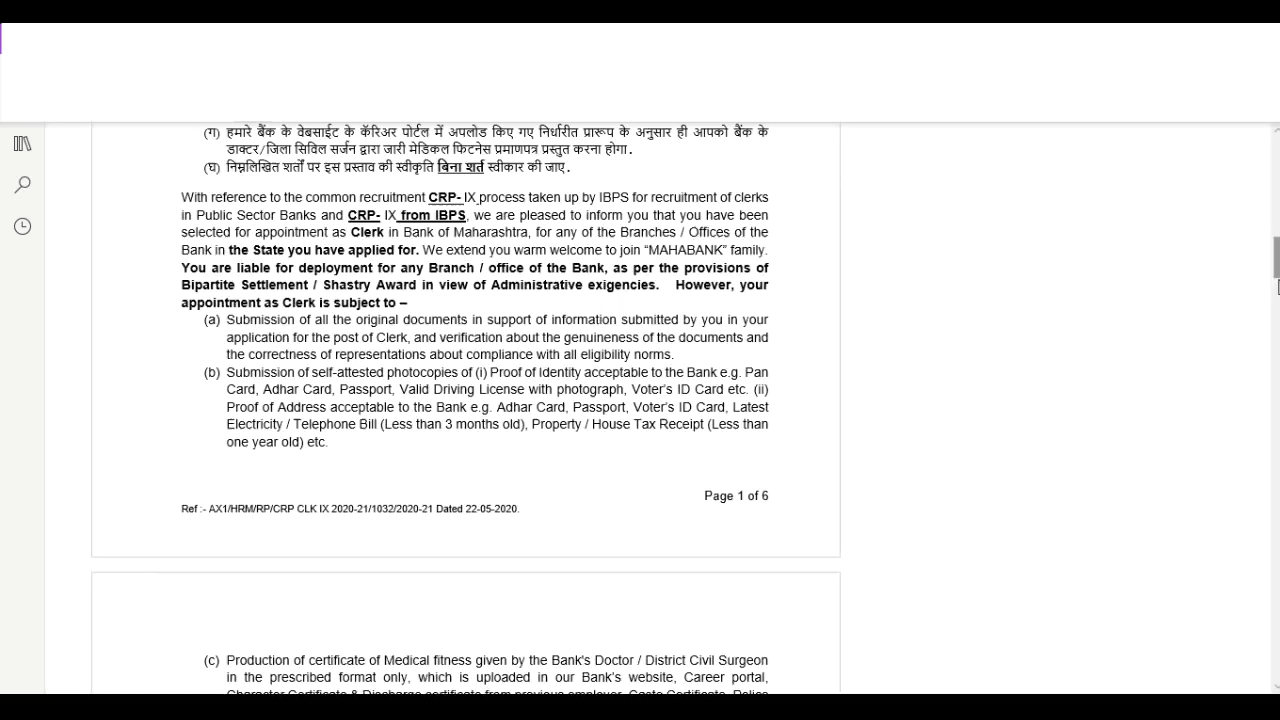 (ग) हमारे बैंक के वेबसाईट के कॅरिअर पोर्टल में अपलोड किए गए निर्धारीत प्रारूप के अनुसार ही आपको बैंक के
डाक्टर/जिला सिविल सर्जन द्वारा जारी मेडिकल फिटनेस प्रमाणपत्र प्रस्तुत करना होगा.
(घ) निम्नलिखित शर्तों पर इस प्रस्ताव की स्वीकृति बिना शर्त स्वीकार की जाए.
With reference to the common recruitment CRP- IX process taken up by IBPS for recruitment of clerks
in Public Sector Banks and CRP- IX from IBPS, we are pleased to inform you that you have been
selected for appointment as Clerk in Bank of Maharashtra, for any of the Branches / Offices of the
Bank in the State you have applied for. We extend you warm welcome to join “MAHABANK” family.
You are liable for deployment for any Branch / office of the Bank, as per the provisions of
Bipartite Settlement / Shastry Award in view of Administrative exigencies. However, your
appointment as Clerk is subject to –
(a) Submission of all the original documents in support of information submitted by you in your
application for the post of Clerk, and verification about the genuineness of the documents and
the correctness of representations about compliance with all eligibility norms.
(b) Submission of self-attested photocopies of (i) Proof of Identity acceptable to the Bank e.g. Pan
Card, Adhar Card, Passport, Valid Driving License with photograph, Voter’s ID Card etc. (ii)
Proof of Address acceptable to the Bank e.g. Adhar Card, Passport, Voter’s ID Card, Latest
Electricity / Telephone Bill (Less than 3 months old), Property / House Tax Receipt (Less than
one year old) etc.
Page 1 of 6
Ref :- AX1/HRM/RP/CRP CLK IX 2020-21/1032/2020-21 Dated 22-05-2020.
(c) Production of certificate of Medical fitness given by the Bank's Doctor / District Civil Surgeon
in the prescribed format only, which is uploaded in our Bank’s website, Career portal,
Character Certificate & Discharge certificate from previous employer, Caste Certificate, Police